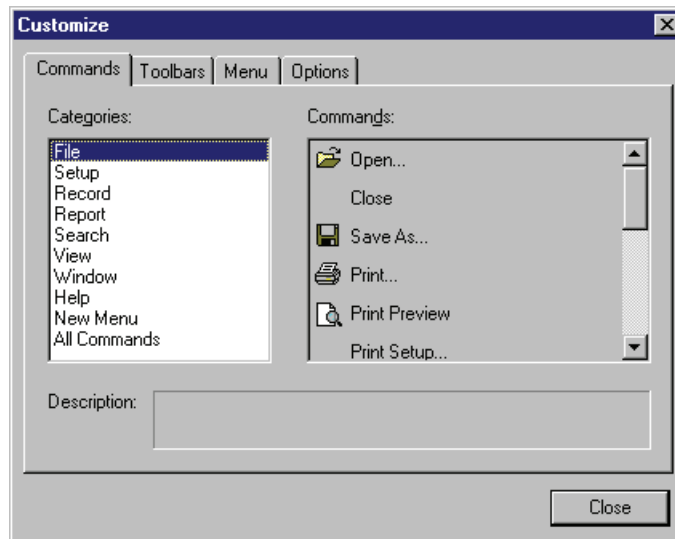 Customize
Commands Toolbars Menu Options
Categories:
File
Setup
Record
Report
Search
View
Window
Help
New Menu
All Commands
Commands:
Open...
Close
Save As...
Print...
Print Preview
Print Setup...
Description:
Close